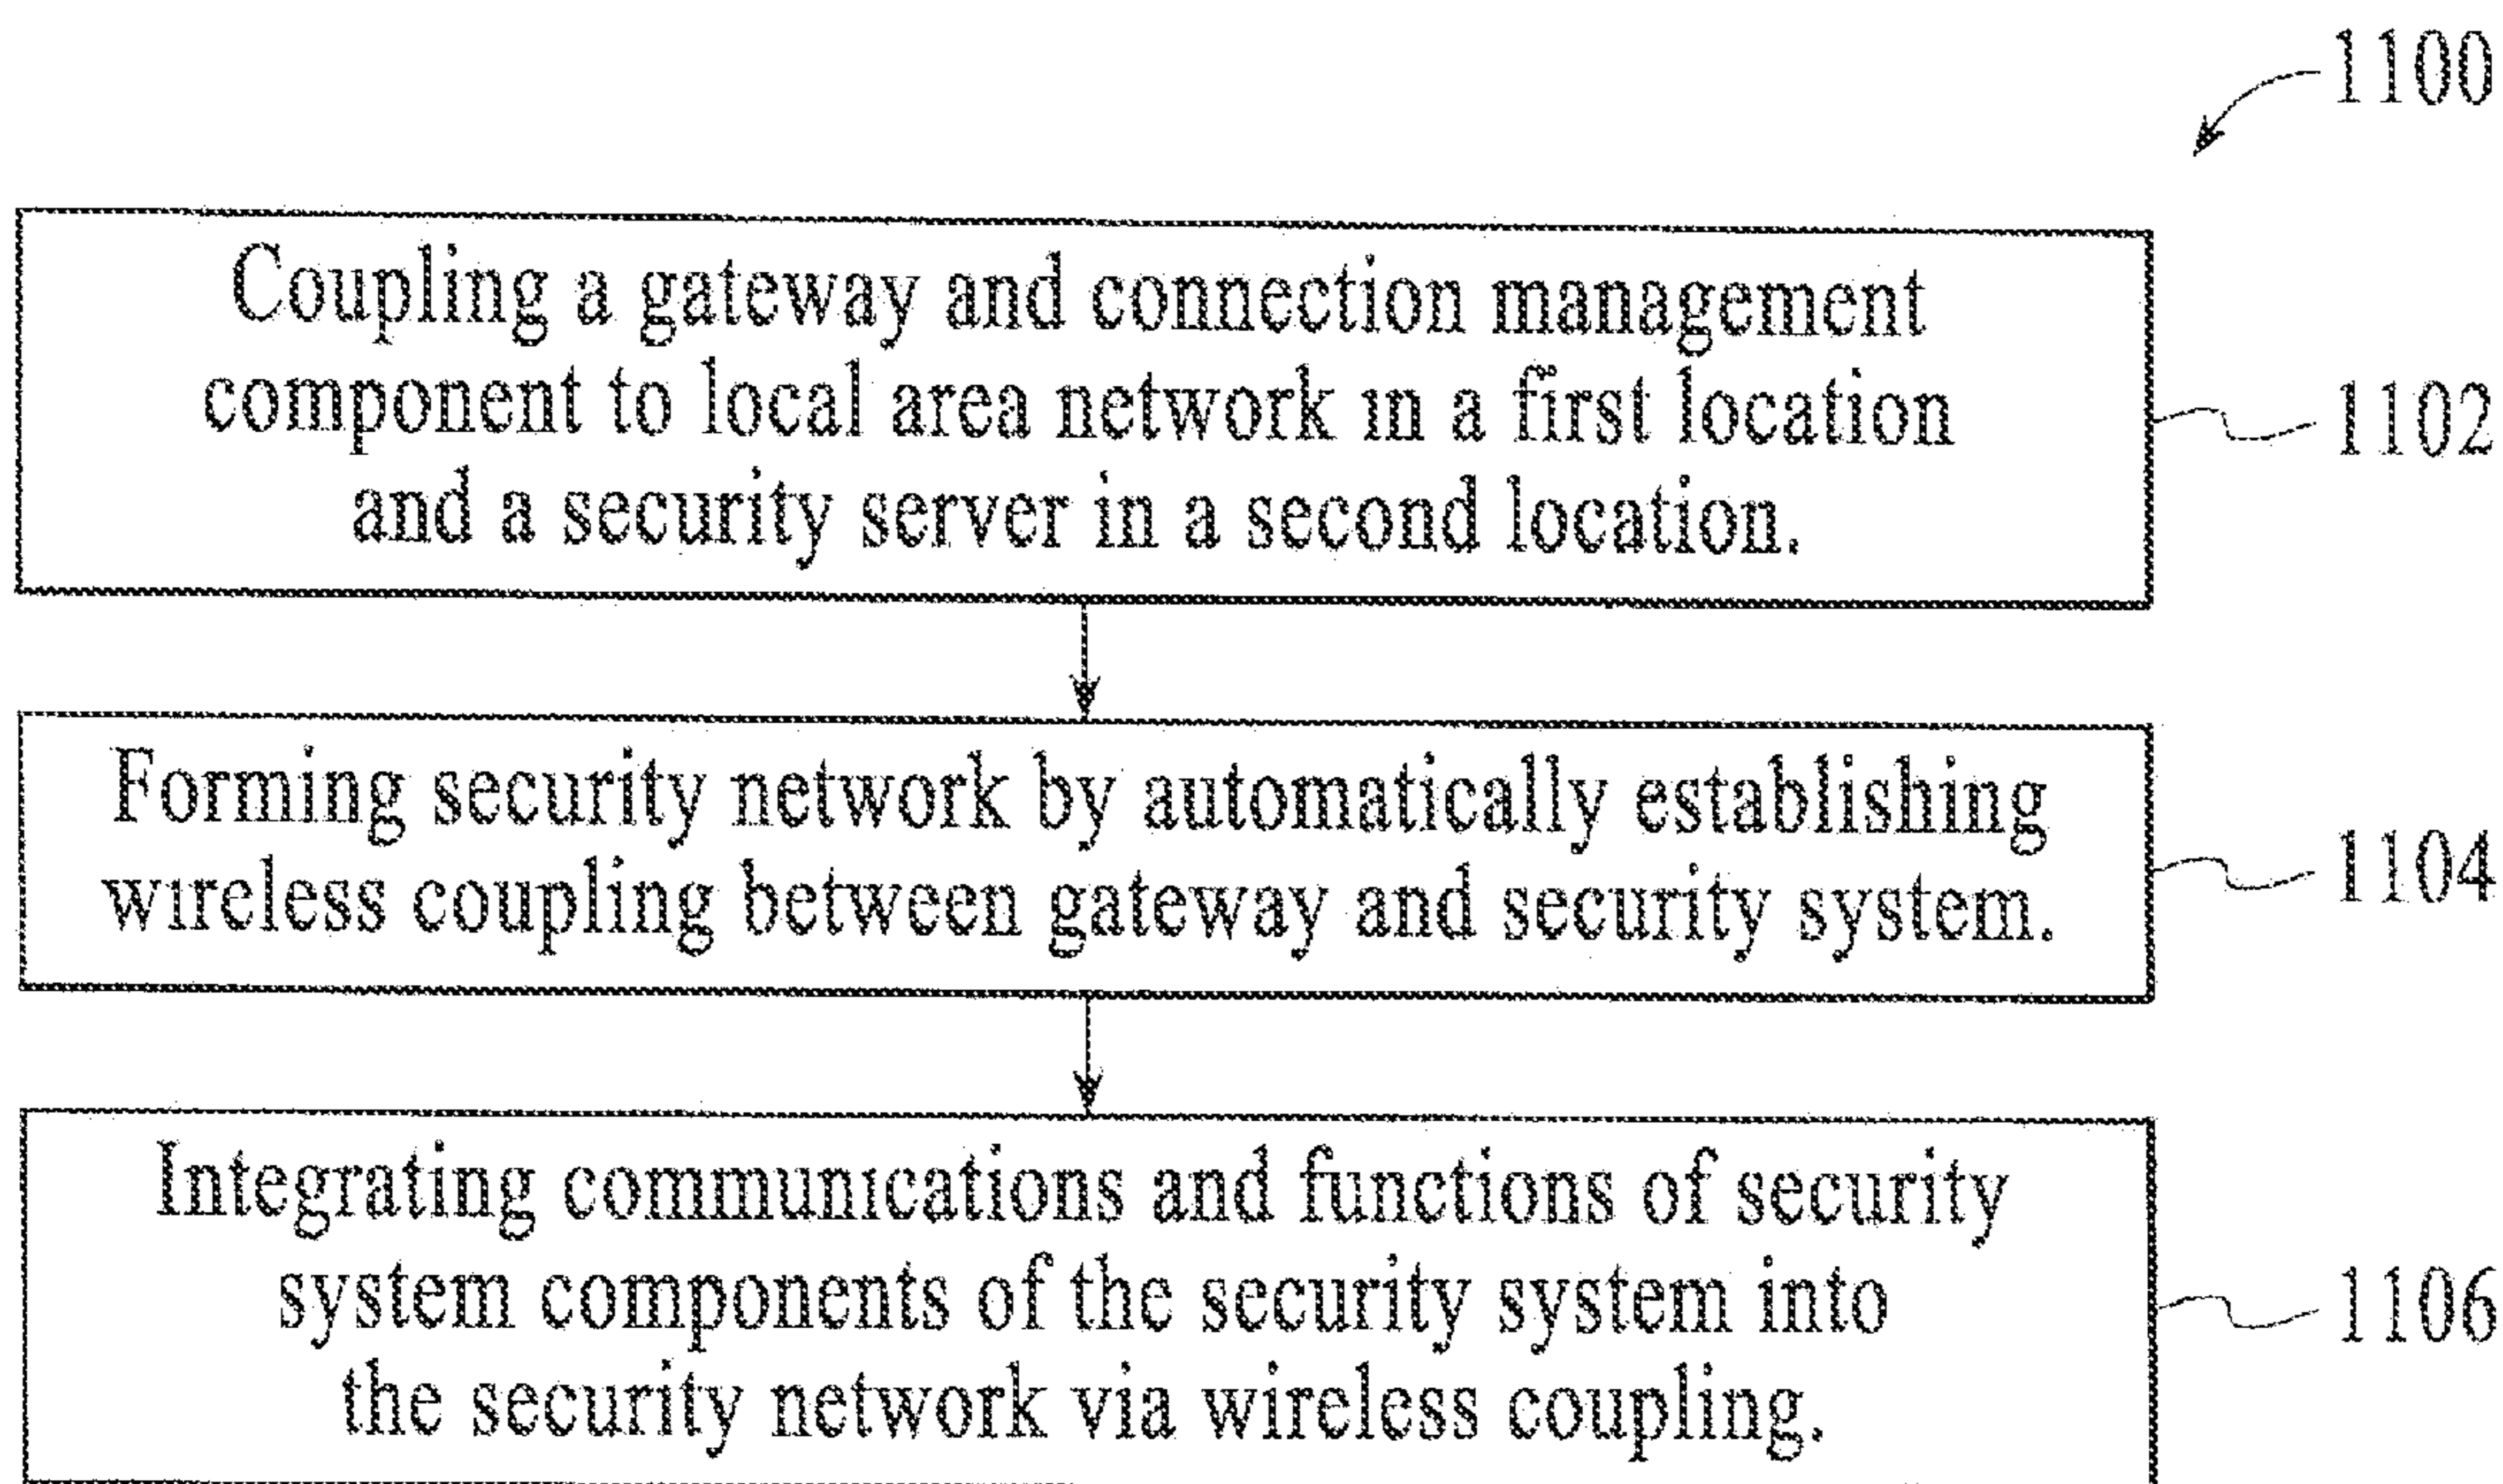 1100
Coupling a gateway and connection management
component to local area network in a first location
and a security server in a second location.
1102
Forming security network by automatically establishing
wireless coupling between gateway and security system.
1104
Integrating communications and functions of security
system components of the security system into
the security network via wireless coupling.
1106